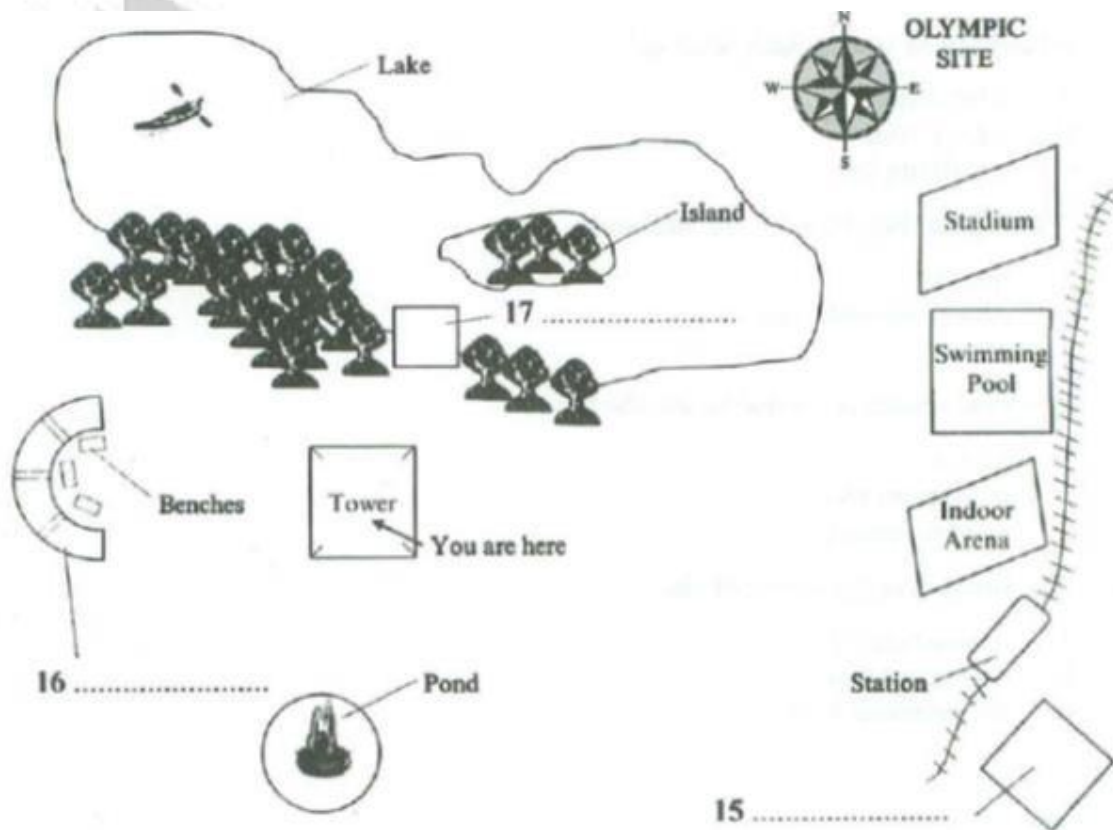 N
OLYMPIC
SITE
W
E
S
Lake
Stadium
Island
17 ....................
Swimming
Pool
Benches
Tower
You are here
Indoor
Arena
16 ....................
Pond
Station
15 ....................